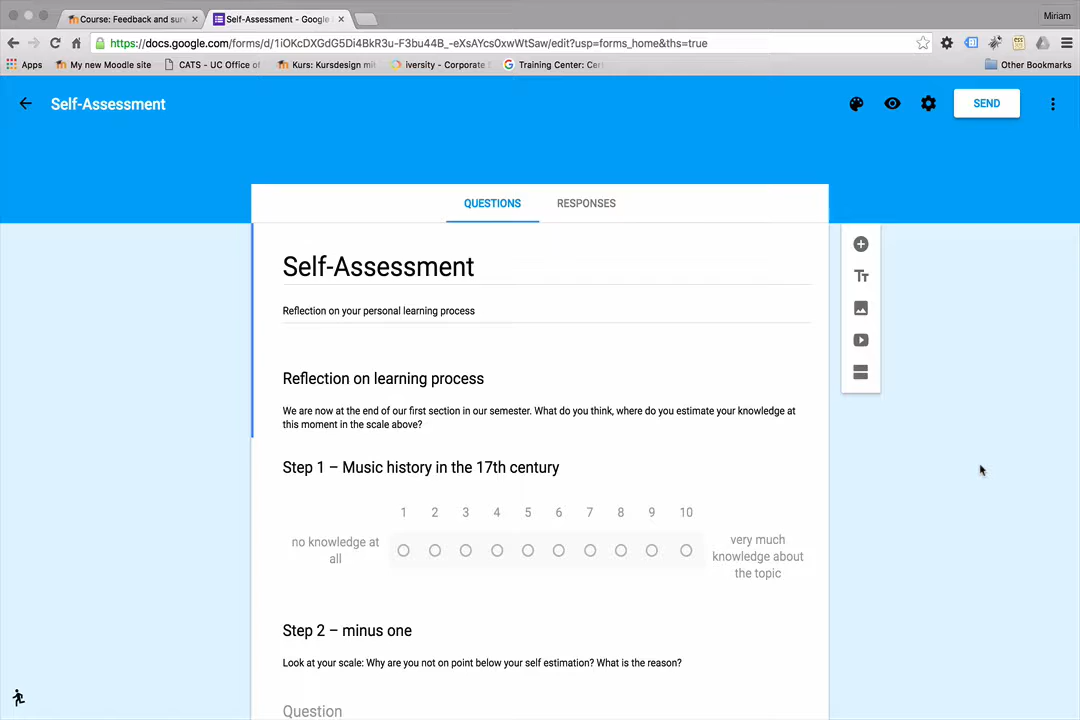 Course: Feedback and sur
Self-Assessment - Google
Miriam
https://docs.google.com/forms/d/1iOKcDXGdG5Di4BkR3u-F3bu44B_-eXsAYcs0xwWtSaw/edit?usp=forms_home&ths=true
Apps
My new Moodle site
CATS - UC Office of
Kurs: Kursdesign mit
iversity - Corporate E
Training Center: Cer
Other Bookmarks
Self-Assessment
SEND
QUESTIONS
RESPONSES
Self-Assessment
Reflection on your personal learning process
Reflection on learning process
We are now at the end of our first section in our semester. What do you think, where do you estimate your knowledge at
this moment in the scale above?
Step 1 – Music history in the 17th century
1 2 3 4 5 6 7 8 9 10
no knowledge at
all
very much
knowledge about
the topic
Step 2 – minus one
Look at your scale: Why are you not on point below your self estimation? What is the reason?
Question